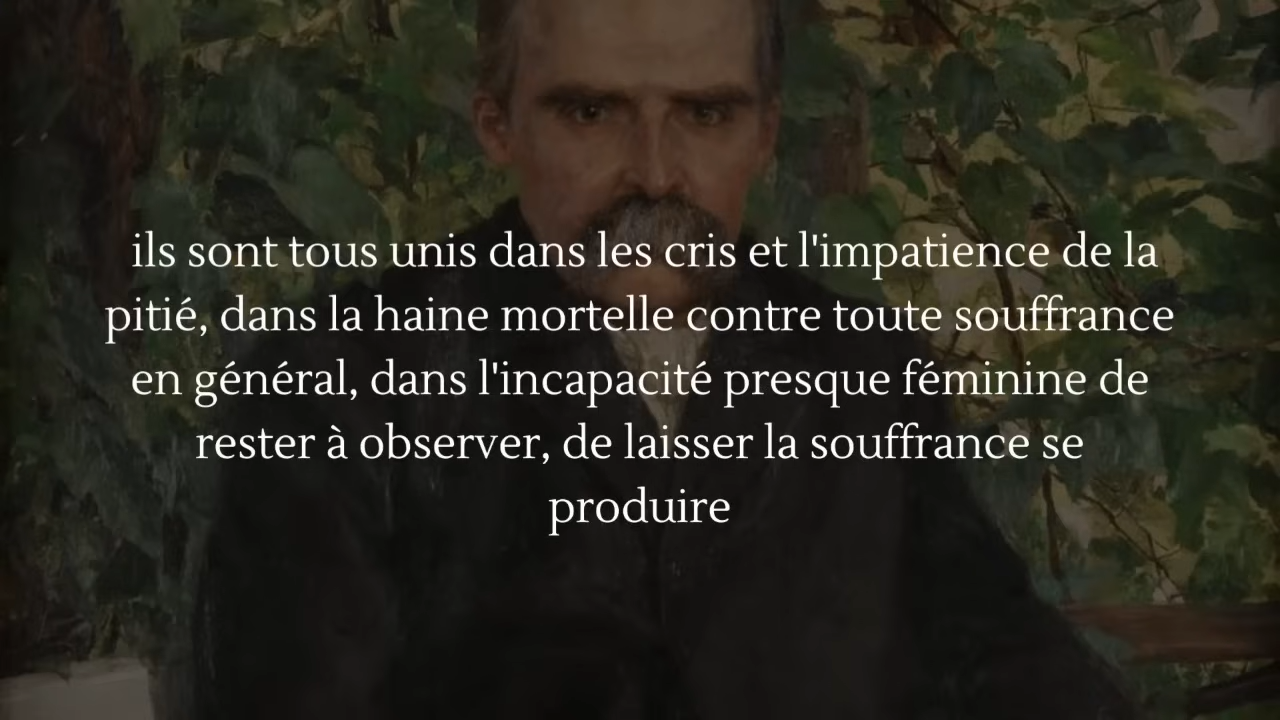 ils sont tous unis dans les cris et l'impatience de la
pitié, dans la haine mortelle contre toute souffrance
en général, dans l'incapacité presque féminine de
rester à observer, de laisser la souffrance se
produire